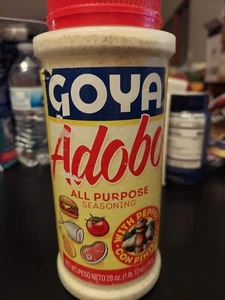 GOYA
Adobo
ALL PURPOSE
SEASONING
WITH PEPPER
CON PIMIENTA
NET WT/PESO NETO 28 oz. (1 lb. 12 oz.)